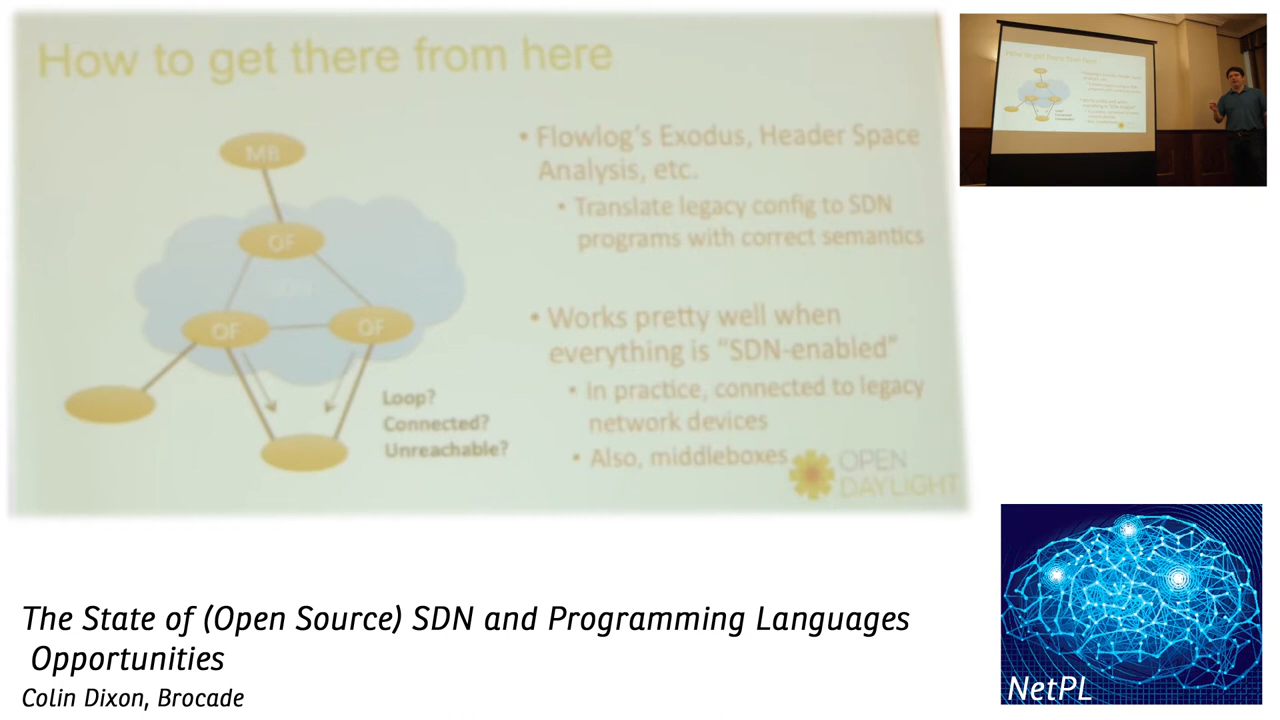 How to get there from here
MB
OF
OF
OF
Loop?
Connected?
Unreachable?
• Flowlog's Exodus, Header Space
Analysis, etc.
• Translate legacy config to SDN
programs with correct semantics
• Works pretty well when
everything is "SDN-enabled"
• In practice, connected to legacy
network devices
• Also, middleboxes
OPEN
DAYLIGHT
The State of (Open Source) SDN and Programming Languages
Opportunities
Colin Dixon, Brocade
NetPL